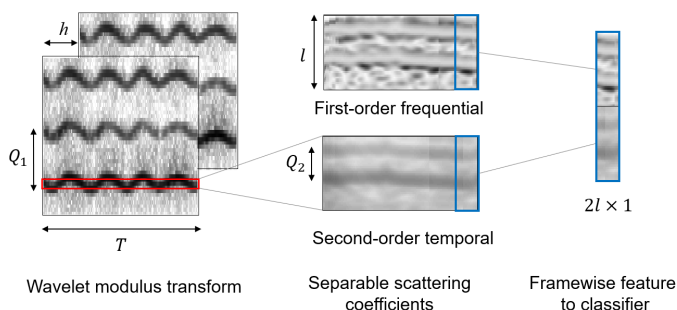 h
l
First-order frequential
Q₁
Q₂
2l × 1
T
Second-order temporal
Wavelet modulus transform
Separable scattering
coefficients
Framewise feature
to classifier